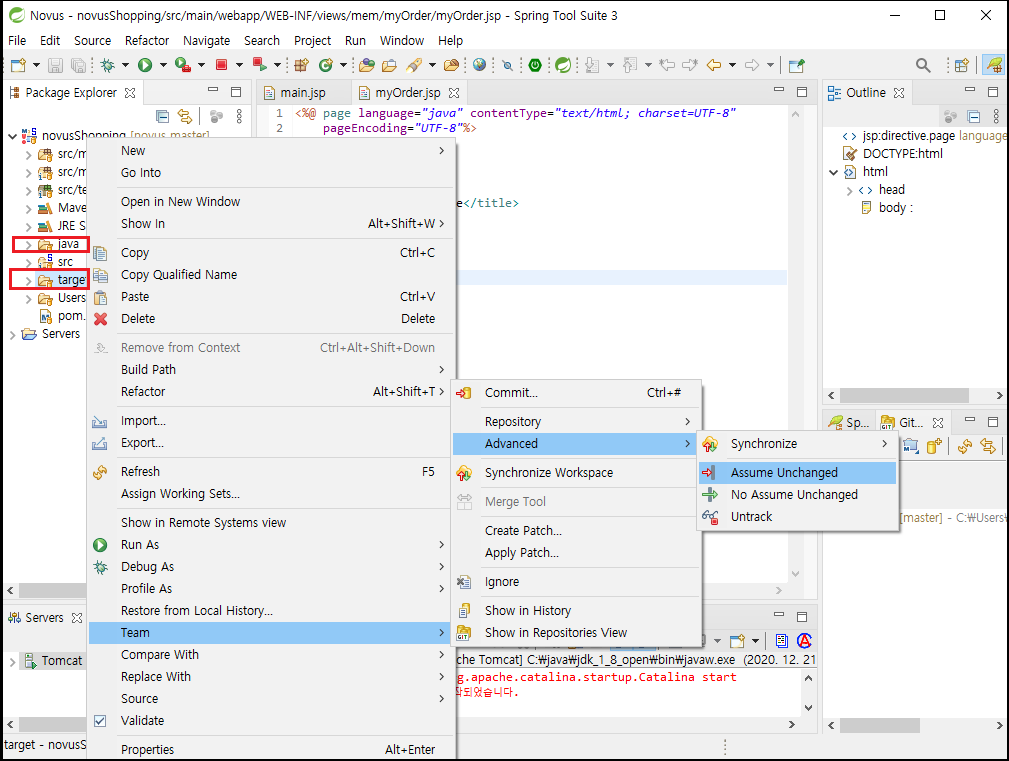 Novus - novusShopping/src/main/webapp/WEB-INF/views/mem/myOrder/myOrder.jsp - Spring Tool Suite 3
File Edit Source Refactor Navigate Search Project Run Window Help
Package Explorer
novusShopping [novus master]
src/m
src/m
src/te
Mave
JRE S
java
src
target
Users
pom.
Servers
New
Go Into
Open in New Window
Show In Alt+Shift+W
Copy Ctrl+C
Copy Qualified Name
Paste Ctrl+V
Delete Delete
Remove from Context Ctrl+Alt+Shift+Down
Build Path
Refactor Alt+Shift+T
Import...
Export...
Refresh F5
Assign Working Sets...
Show in Remote Systems view
Run As
Debug As
Profile As
Restore from Local History...
Team
Compare With
Replace With
Source
Validate
Properties Alt+Enter
main.jsp myOrder.jsp
1 <%@ page language="java" contentType="text/html; charset=UTF-8"
2 pageEncoding="UTF-8"%>
e</title>
Commit... Ctrl+#
Repository
Advanced
Synchronize Workspace
Merge Tool
Create Patch...
Apply Patch...
Ignore
Show in History
Show in Repositories View
Synchronize
Assume Unchanged
No Assume Unchanged
Untrack
Outline
jsp:directive.page language
DOCTYPE:html
html
head
body :
Sp... Git...
[master] - C:₩Users₩
Servers
Tomcat
che Tomcat] C:₩java₩jdk_1_8_open₩bin₩javaw.exe (2020. 12. 21
g.apache.catalina.startup.Catalina start
작되었습니다.
target - novusS